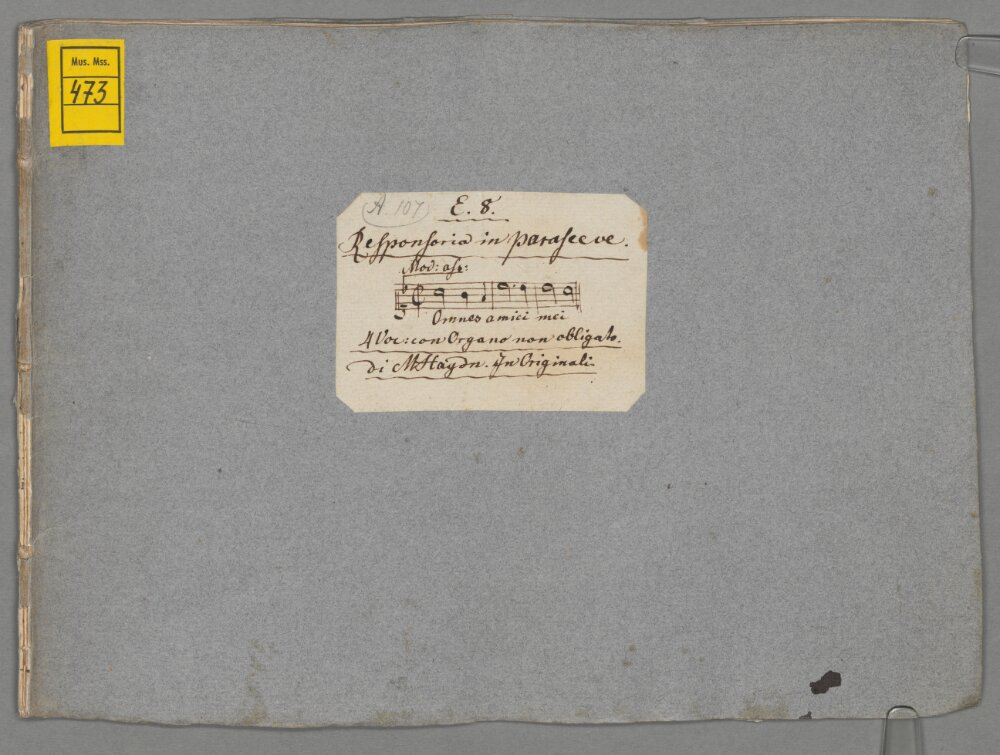 Mus. Mss.
473
A. 107
E. 8.
Responsoria in Parasceve.
Mod: aſs:
Omnes amici mei
4 Voc: con Organo non obligato.
di M Haydn. In Originali.